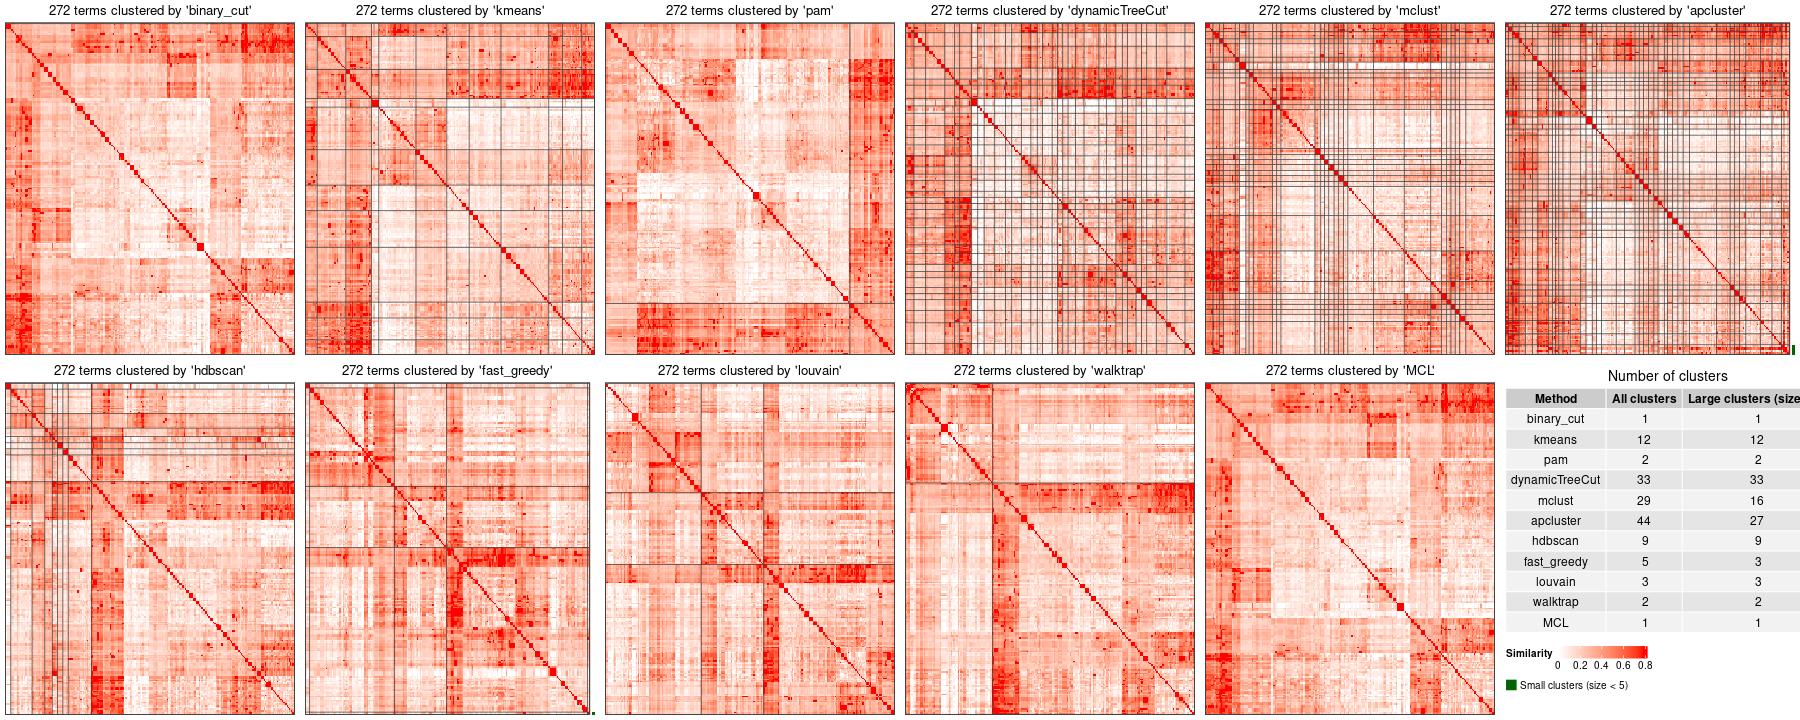 272 terms clustered by 'binary_cut'
272 terms clustered by 'kmeans'
272 terms clustered by 'pam'
272 terms clustered by 'dynamicTreeCut'
272 terms clustered by 'mclust'
272 terms clustered by 'apcluster'
272 terms clustered by 'hdbscan'
272 terms clustered by 'fast_greedy'
272 terms clustered by 'louvain'
272 terms clustered by 'walktrap'
272 terms clustered by 'MCL'
Number of clusters
Method All clusters Large clusters (size
binary_cut 1 1
kmeans 12 12
pam 2 2
dynamicTreeCut 33 33
mclust 29 16
apcluster 44 27
hdbscan 9 9
fast_greedy 5 3
louvain 3 3
walktrap 2 2
MCL 1 1
Similarity
0 0.2 0.4 0.6 0.8
Small clusters (size < 5)